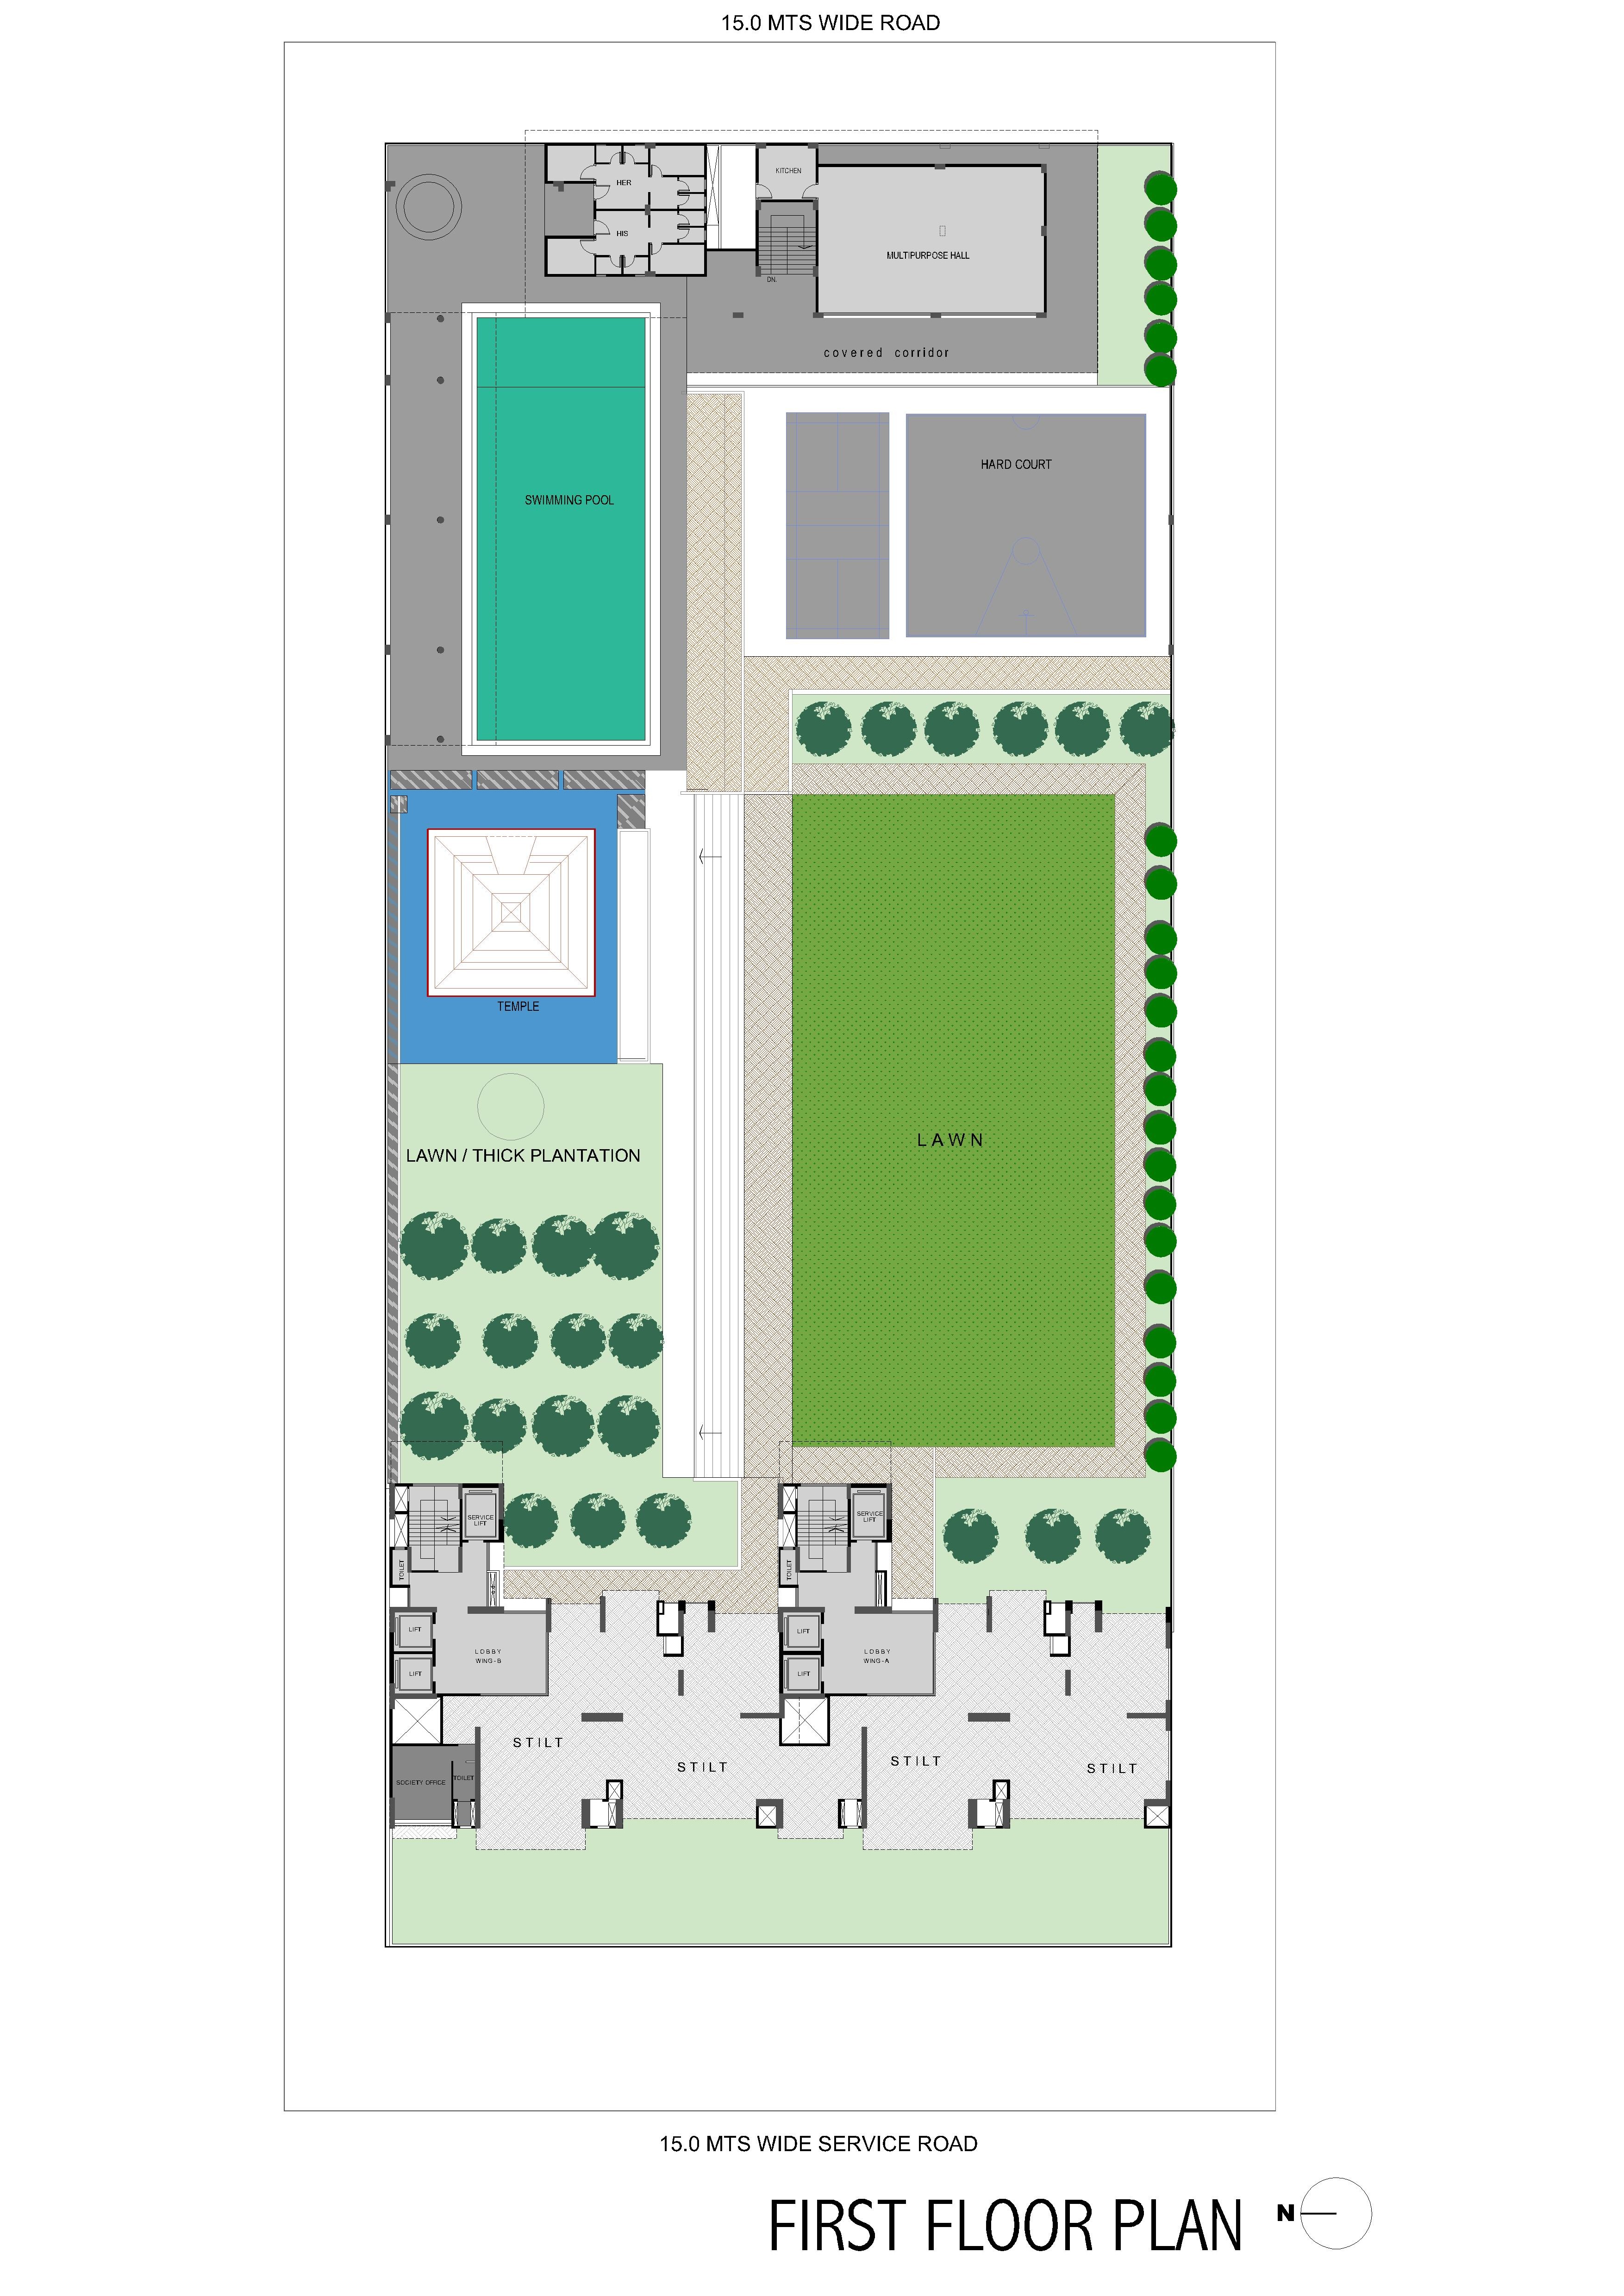 15.0 MTS WIDE ROAD
HER
HIS
KITCHEN
DN.
MULTIPURPOSE HALL
covered corridor
SWIMMING POOL
HARD COURT
TEMPLE
LAWN / THICK PLANTATION
LAWN
SERVICE
LIFT
TOILET
LIFT
LIFT
LOBBY
WING-B
SERVICE
LIFT
TOILET
LIFT
LIFT
LOBBY
WING-A
STILT
STILT
STILT
STILT
SOCIETY OFFICE
TOILET
15.0 MTS WIDE SERVICE ROAD
FIRST FLOOR PLAN
N